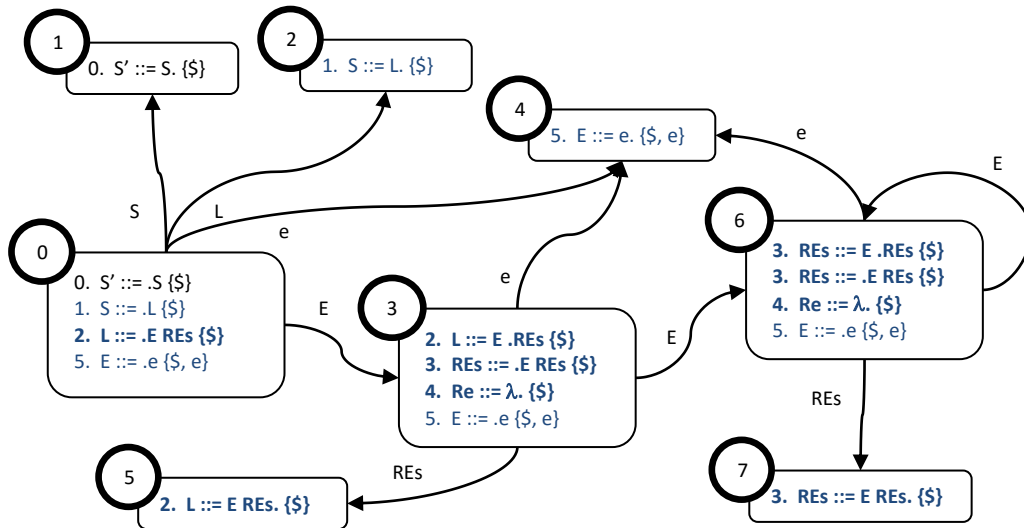 1
0. S’ ::= S. {$}
2
1. S ::= L. {$}
4
5. E ::= e. {$, e}
e
E
S
L
e
6
3. REs ::= E .REs {$}
3. REs ::= .E REs {$}
4. Re ::= λ. {$}
5. E ::= .e {$, e}
0
0. S’ ::= .S {$}
1. S ::= .L {$}
2. L ::= .E REs {$}
5. E ::= .e {$, e}
E
e
3
2. L ::= E .REs {$}
3. REs ::= .E REs {$}
4. Re ::= λ. {$}
5. E ::= .e {$, e}
E
REs
REs
5
2. L ::= E REs. {$}
7
3. REs ::= E REs. {$}